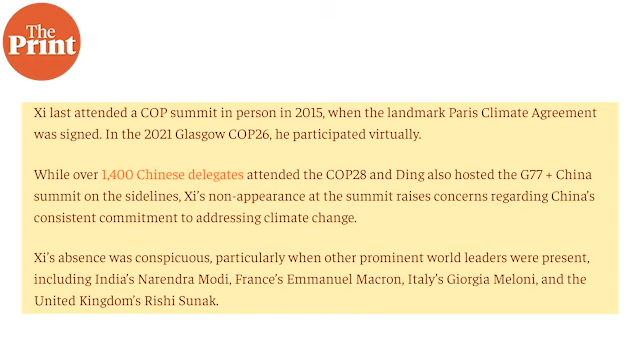 The
Print
Xi last attended a COP summit in person in 2015, when the landmark Paris Climate Agreement
was signed. In the 2021 Glasgow COP26, he participated virtually.
While over 1,400 Chinese delegates attended the COP28 and Ding also hosted the G77 + China
summit on the sidelines, Xi’s non-appearance at the summit raises concerns regarding China’s
consistent commitment to addressing climate change.
Xi’s absence was conspicuous, particularly when other prominent world leaders were present,
including India’s Narendra Modi, France’s Emmanuel Macron, Italy’s Giorgia Meloni, and the
United Kingdom’s Rishi Sunak.